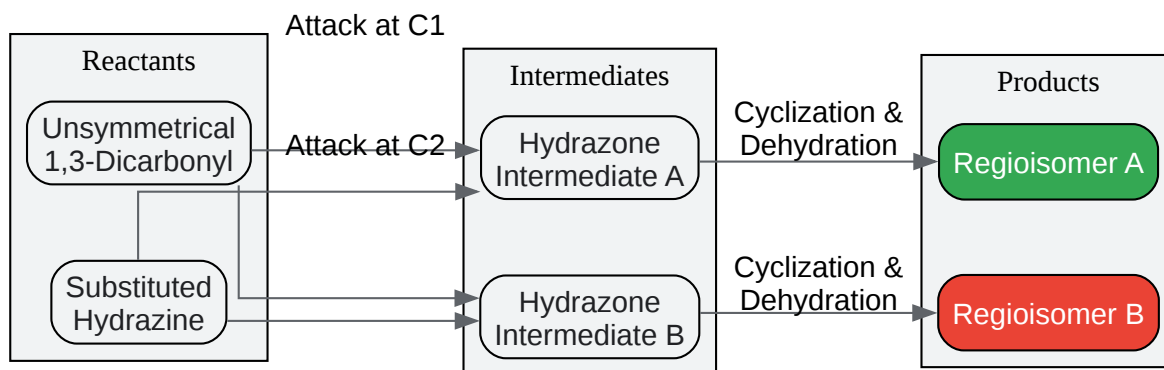 Attack at C1
Reactants
Intermediates
Products
Unsymmetrical
1,3-Dicarbonyl
Attack at C2
Hydrazone
Intermediate A
Cyclization &
Dehydration
Regioisomer A
Substituted
Hydrazine
Hydrazone
Intermediate B
Cyclization &
Dehydration
Regioisomer B